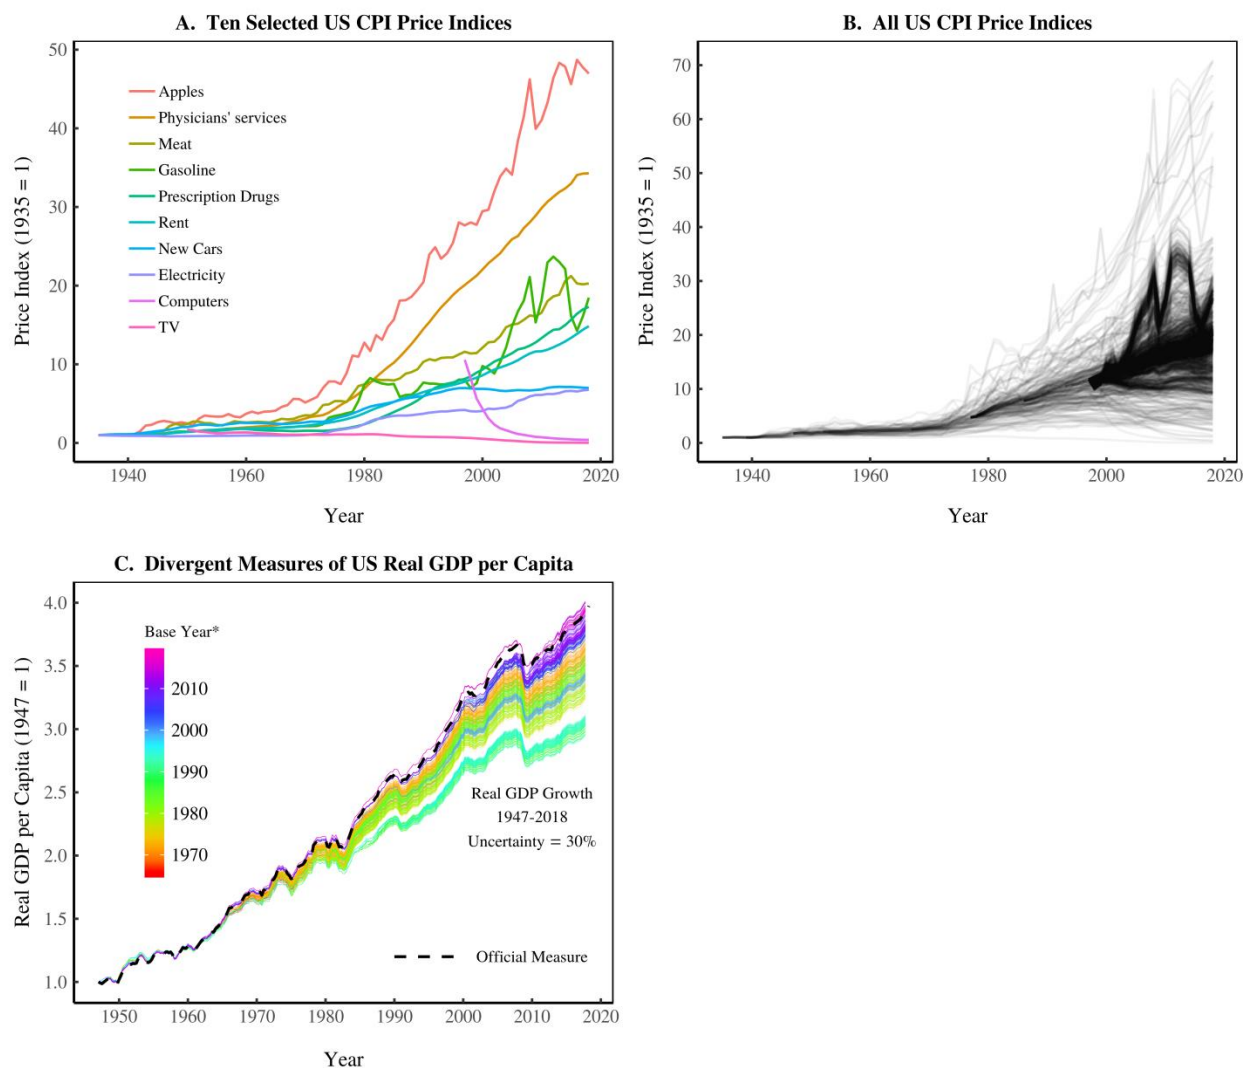 A. Ten Selected US CPI Price Indices
50
40
30
20
10
0
Price Index (1935 = 1)
Apples
Physicians' services
Meat
Gasoline
Prescription Drugs
Rent
New Cars
Electricity
Computers
TV
1940 1960 1980 2000 2020
Year
B. All US CPI Price Indices
70
60
50
40
30
20
10
0
Price Index (1935 = 1)
1940 1960 1980 2000 2020
Year
C. Divergent Measures of US Real GDP per Capita
4.0
3.5
3.0
2.5
2.0
1.5
1.0
Real GDP per Capita (1947 = 1)
Base Year*
2010
2000
1990
1980
1970
Real GDP Growth
1947-2018
Uncertainty = 30%
Official Measure
1950 1960 1970 1980 1990 2000 2010 2020
Year